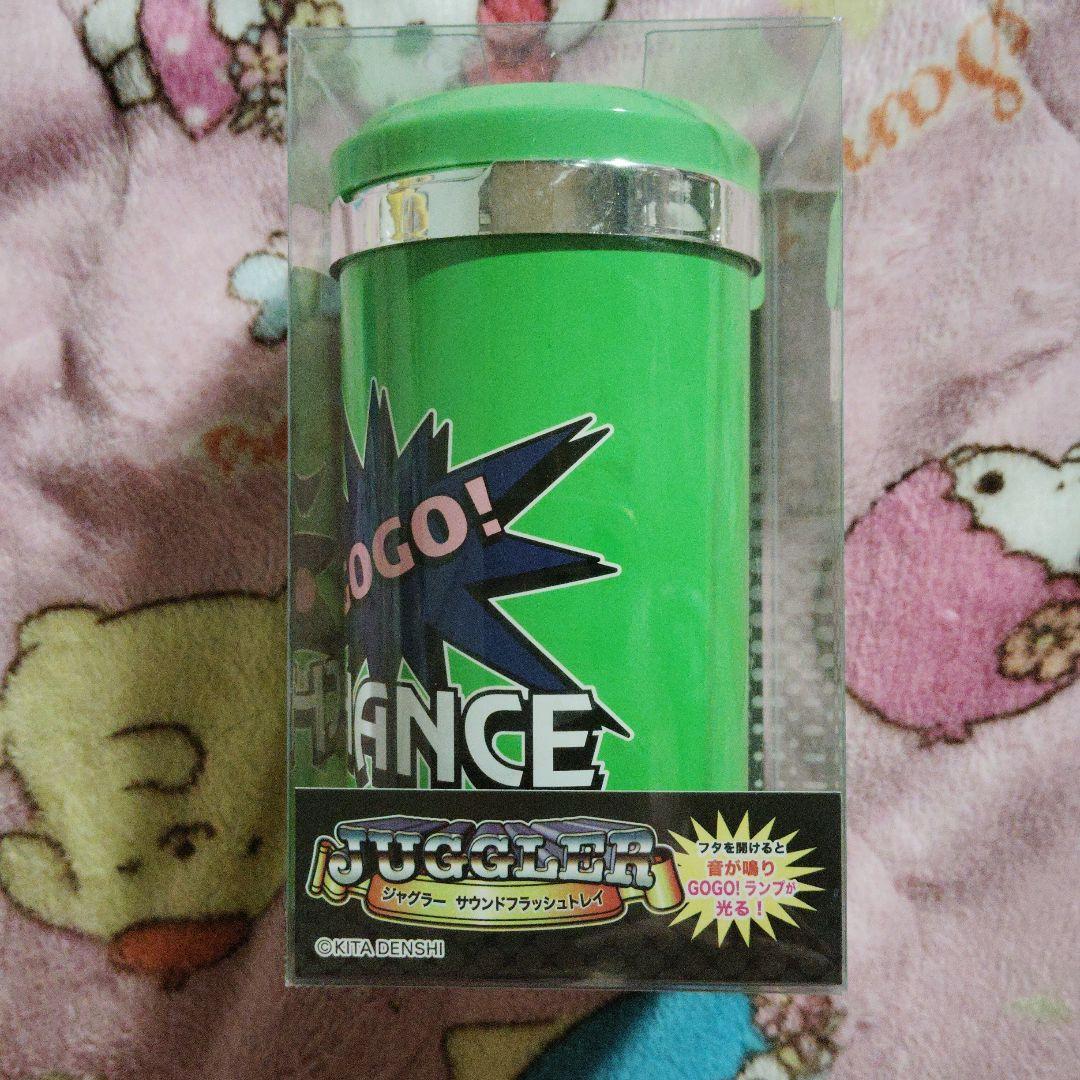 GOGO!
HANCE
JUGGLER
ジャグラー サウンドフラッシュトレイ
フタを開けると
音が鳴り
GOGO! ランプが
光る!
©KITA DENSHI